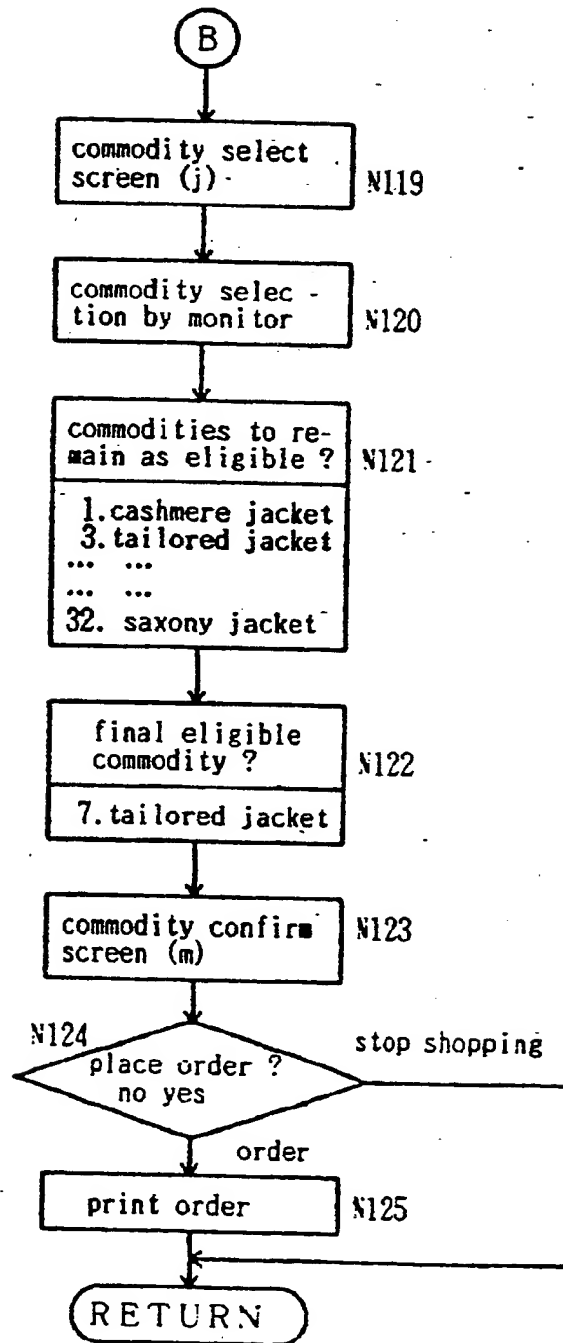 B
commodity select
screen (j)
N119
commodity selec -
tion by monitor
N120
commodities to re-
main as eligible ?
N121
1. cashmere jacket
3. tailored jacket
... ...
... ...
32. saxony jacket
final eligible
commodity ?
N122
7. tailored jacket
commodity confirm
screen (m)
N123
N124
place order ?
no yes
stop shopping
order
print order
N125
RETURN